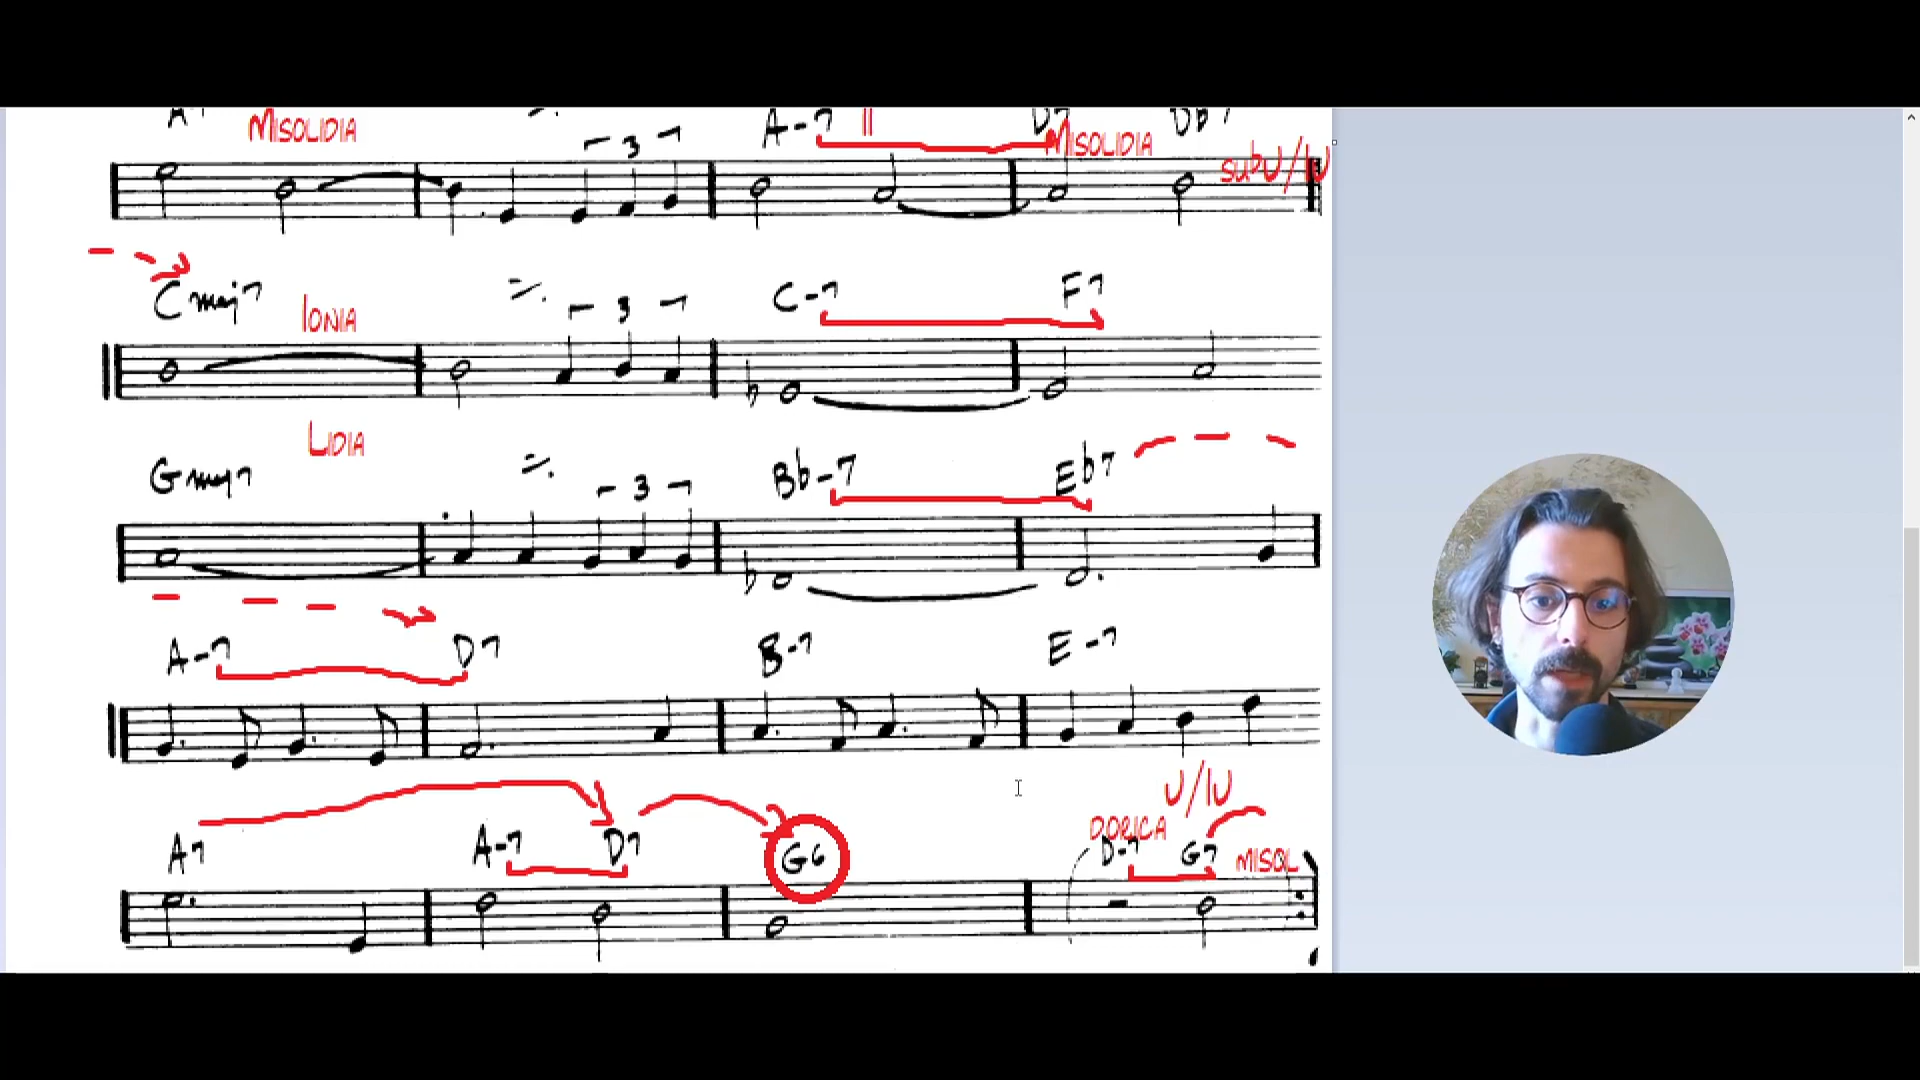 MISOLIDIA
A-7 II D7 Db7
3 MISOLIDIA
subV/IV
Cmaj7 IONIA 𝄎 C-7 F7
3
LIDIA
Gmaj7 𝄎 Bb-7 Eb7
3
A-7 D7 B-7 E-7
V/IV
DORICA
A7 A-7 D7 G6 D-7 G7 MISOL